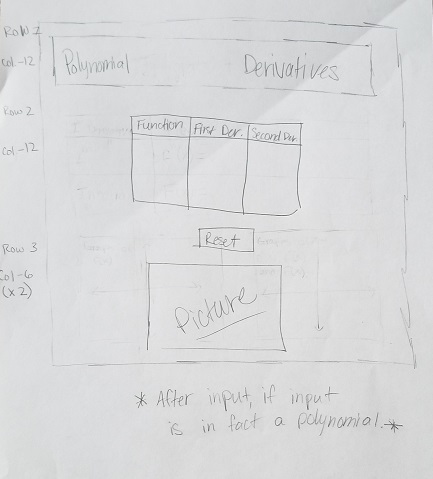 Row 1
Col-12
Polynomial Derivatives
Row 2
Col-12
Function First Der. Second Der.
Row 3
Col-6
(x2)
Reset
Picture
* After input, if input
is in fact a polynomial. *